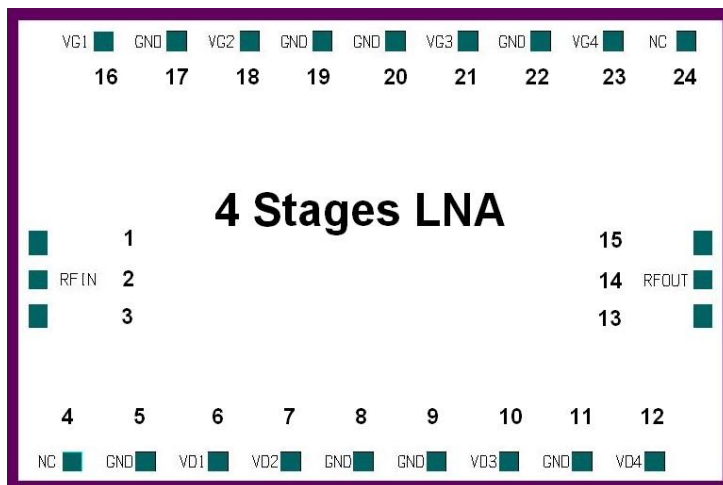 VG1 GND VG2 GND GND VG3 GND VG4 NC
16 17 18 19 20 21 22 23 24
4 Stages LNA
1 15
RFIN 2 14 RFOUT
3 13
4 5 6 7 8 9 10 11 12
NC GND VD1 VD2 GND GND VD3 GND VD4